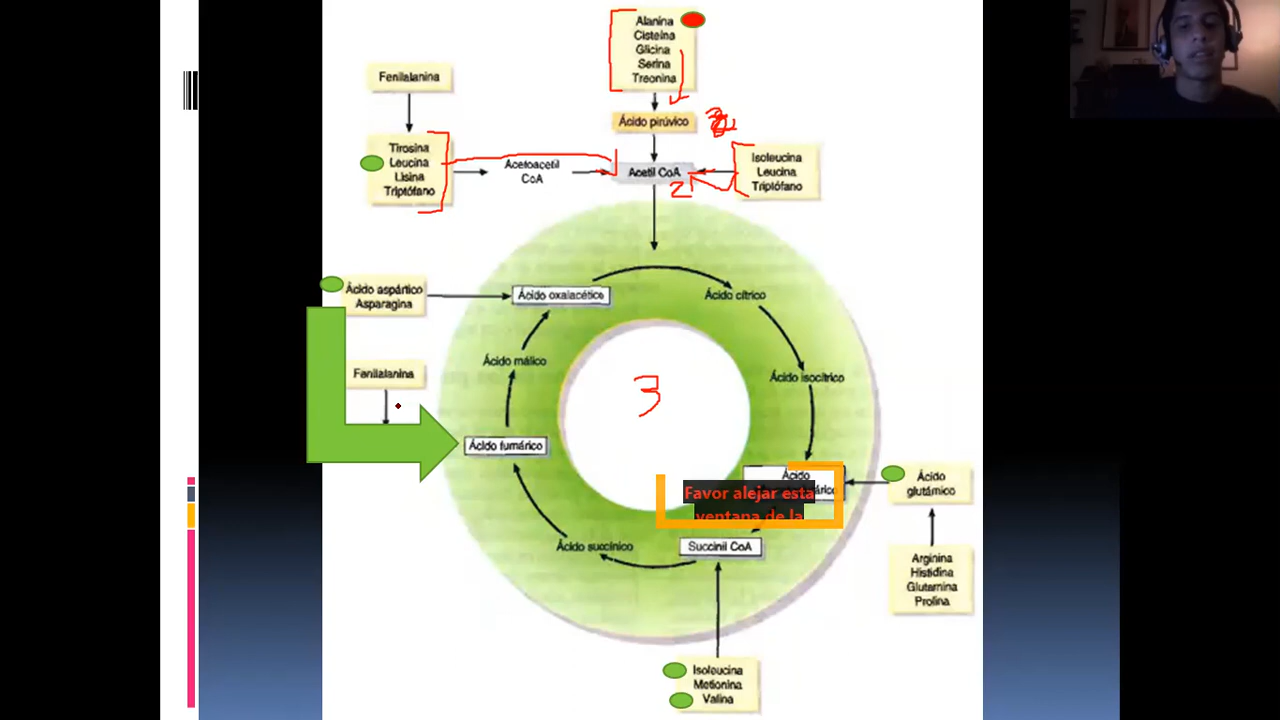 Alanina
Cisteína
Glicina
Serina
Treonina
Fenilalanina
Ácido pirúvico
Tirosina
Leucina
Lisina
Triptófano
Acetoacetil
CoA
Acetil CoA
Isoleucina
Leucina
Triptófano
2
Ácido aspártico
Asparagina
Ácido oxalacético
Ácido cítrico
Ácido málico
Fenilalanina
Ácido isocítrico
3
Ácido fumárico
Ácido
Favor alejar esta
ventana de la
Ácido
glutámico
Ácido succínico
Succinil CoA
Arginina
Histidina
Glutamina
Prolina
Isoleucina
Metionina
Valina